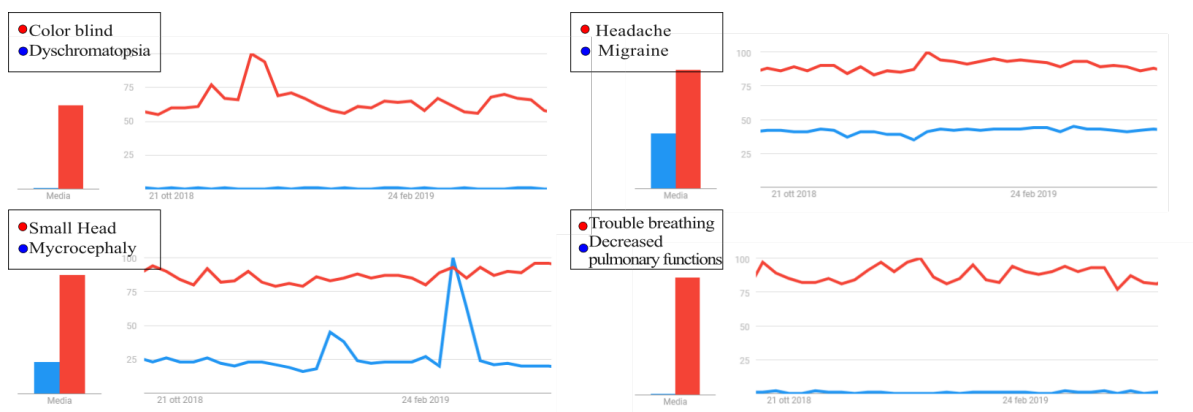 Color blind
Dyschromatopsia
75
50
25
Media
21 ott 2018
24 feb 2019
Headache
Migraine
100
75
50
25
Media
21 ott 2018
24 feb 2019
Small Head
Mycrocephaly
100
75
50
25
Media
21 ott 2018
24 feb 2019
Trouble breathing
Decreased
pulmonary functions
100
75
50
25
Media
21 ott 2018
24 feb 2019